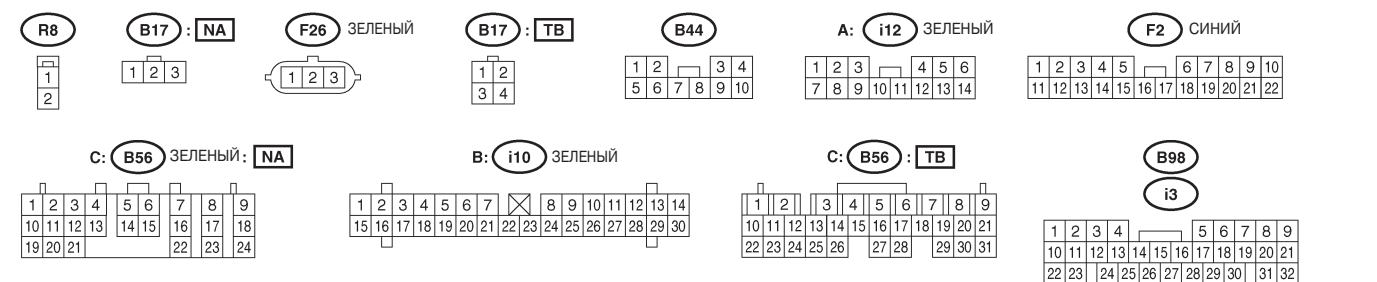 R8 B17 : NA F26 ЗЕЛЕНЫЙ B17 : TB B44 A: i12 ЗЕЛЕНЫЙ F2 СИНИЙ
1
2
1 2 3
1 2 3
1 2
3 4
1 2 3 4
5 6 7 8 9 10
1 2 3 4 5 6
7 8 9 10 11 12 13 14
1 2 3 4 5 6 7 8 9 10
11 12 13 14 15 16 17 18 19 20 21 22
C: B56 ЗЕЛЕНЫЙ : NA B: i10 ЗЕЛЕНЫЙ C: B56 : TB B98
i3
1 2 3 4 5 6 7 8 9
10 11 12 13 14 15 16 17 18
19 20 21 22 23 24
1 2 3 4 5 6 7 8 9 10 11 12 13 14
15 16 17 18 19 20 21 22 23 24 25 26 27 28 29 30
1 2 3 4 5 6 7 8 9
10 11 12 13 14 15 16 17 18 19 20 21
22 23 24 25 26 27 28 29 30 31
1 2 3 4 5 6 7 8 9
10 11 12 13 14 15 16 17 18 19 20 21
22 23 24 25 26 27 28 29 30 31 32